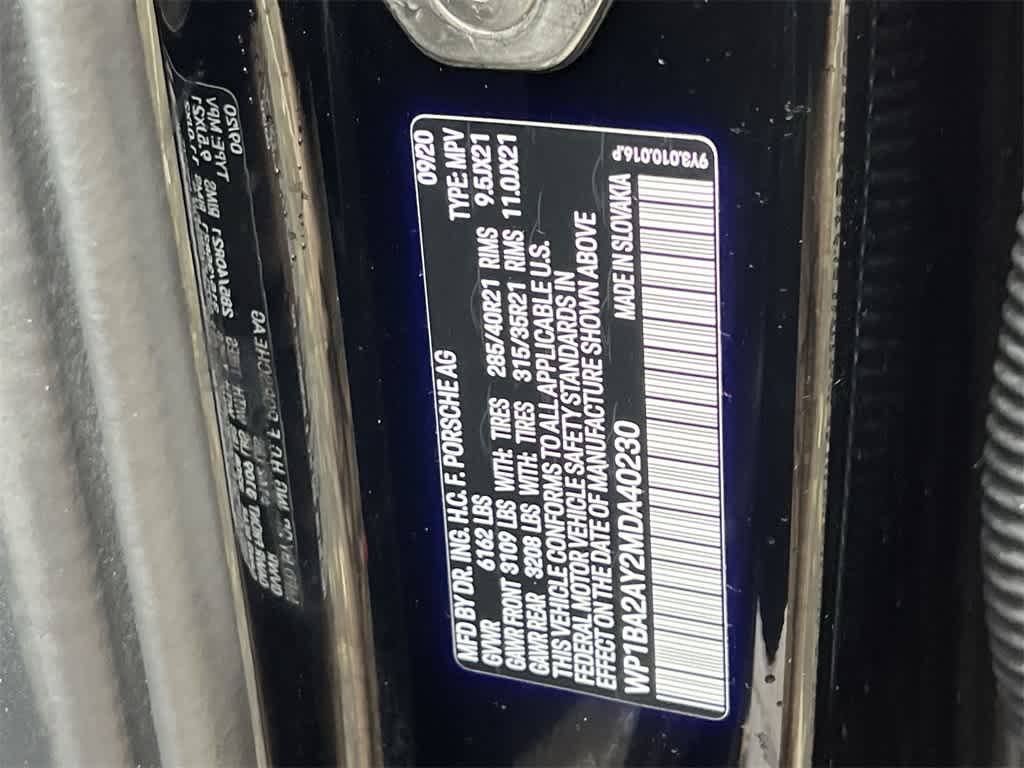 MFD BY DR. ING. H.C. F. PORSCHE AG 09/20
GVWR 6162 LBS TYPE: MPV
GAWR FRONT 3109 LBS WITH: TIRES 285/40R21 RIMS 9.5JX21
GAWR REAR 3208 LBS WITH: TIRES 315/35R21 RIMS 11.0JX21
THIS VEHICLE CONFORMS TO ALL APPLICABLE U.S.
FEDERAL MOTOR VEHICLE SAFETY STANDARDS IN
EFFECT ON THE DATE OF MANUFACTURE SHOWN ABOVE
WP1BA2AY2MDA40230 MADE IN SLOVAKIA
9Y3.010.016.P